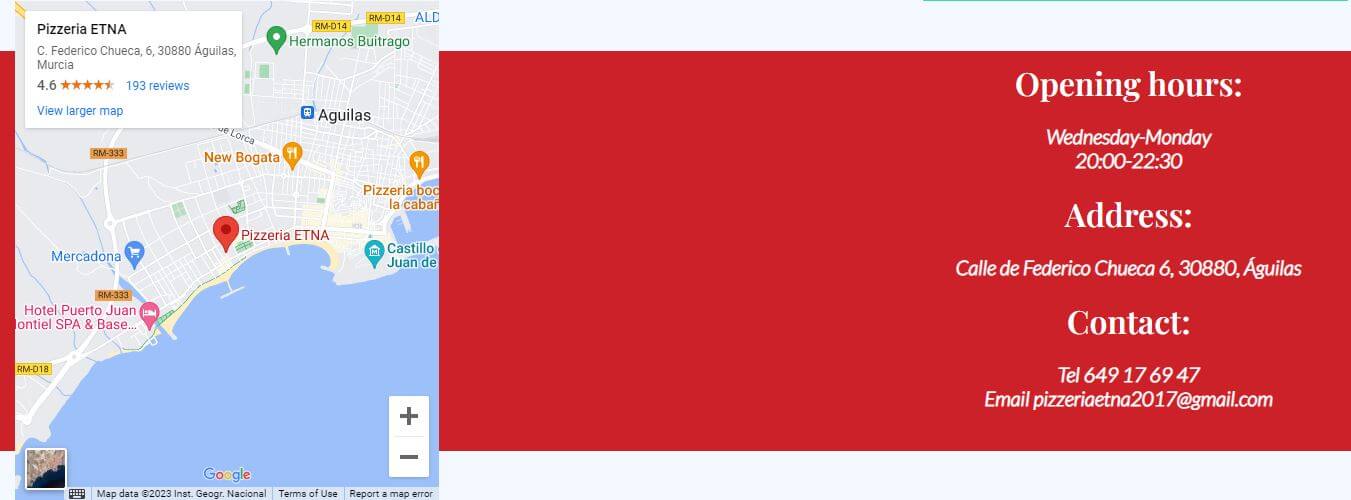 Pizzeria ETNA
C. Federico Chueca, 6, 30880 Águilas,
Murcia
4.6
193 reviews
View larger map
RM-D14
RM-D14
ALD
Hermanos Buitrago
Aguilas
de Lorca
RM-333
New Bogata
Pizzeria boc
la cabañ
Pizzeria ETNA
Mercadona
Castillo
Juan de
RM-333
Hotel Puerto Juan
ontiel SPA & Base...
RM-D18
Google
Map data ©2023 Inst. Geogr. Nacional
Terms of Use
Report a map error
Opening hours:
Wednesday-Monday
20:00-22:30
Address:
Calle de Federico Chueca 6, 30880, Águilas
Contact:
Tel 649 17 69 47
Email pizzeriaetna2017@gmail.com